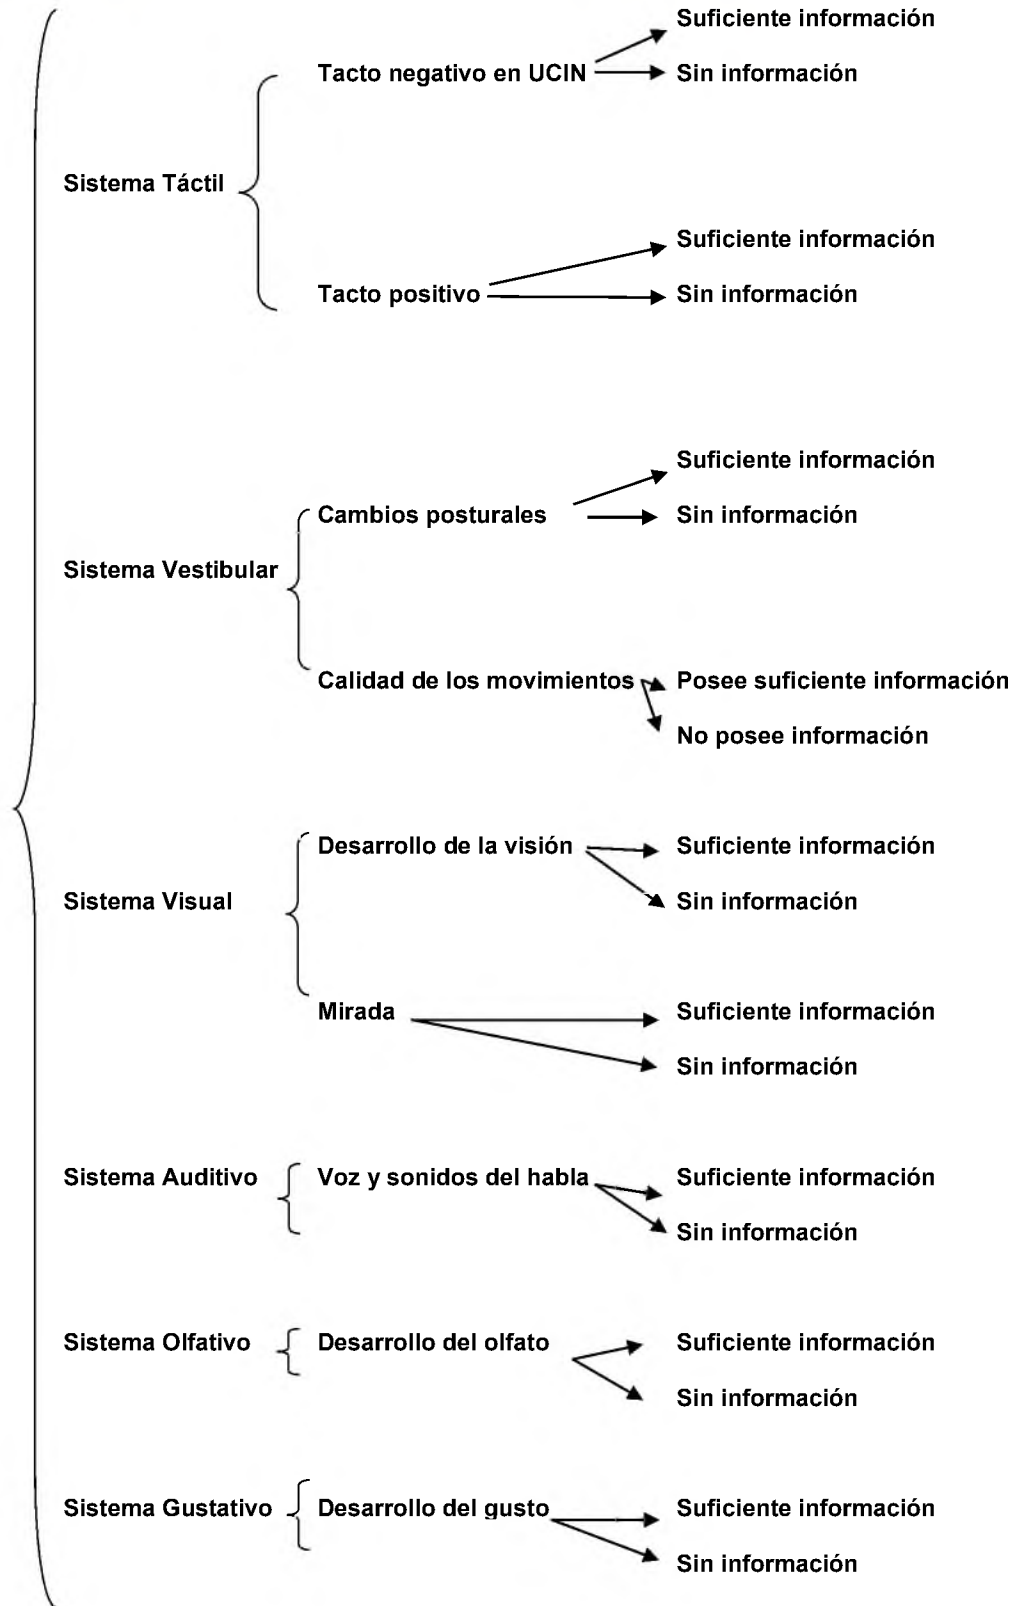 Suficiente información
Tacto negativo en UCIN Sin información
Sistema Táctil
Suficiente información
Tacto positivo Sin información
Suficiente información
Cambios posturales Sin información
Sistema Vestibular
Calidad de los movimientos Posee suficiente información
No posee información
Desarrollo de la visión Suficiente información
Sistema Visual Sin información
Mirada Suficiente información
Sin información
Sistema Auditivo Voz y sonidos del habla Suficiente información
Sin información
Sistema Olfativo Desarrollo del olfato Suficiente información
Sin información
Sistema Gustativo Desarrollo del gusto Suficiente información
Sin información